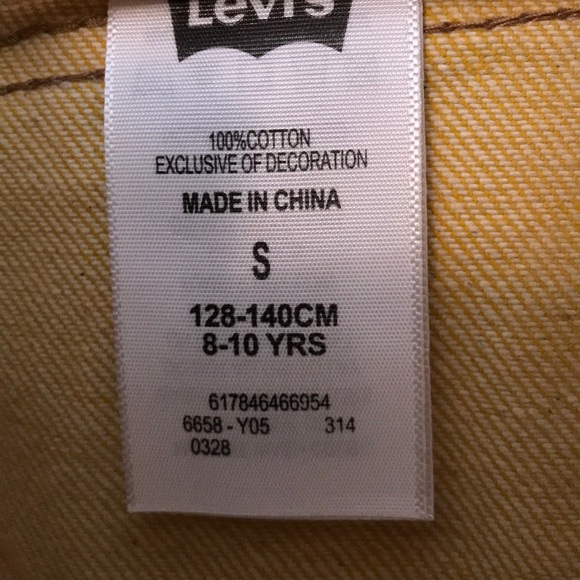 Levi's
100%COTTON
EXCLUSIVE OF DECORATION
MADE IN CHINA
S
128-140CM
8-10 YRS
617846466954
6658 - Y05 314
0328